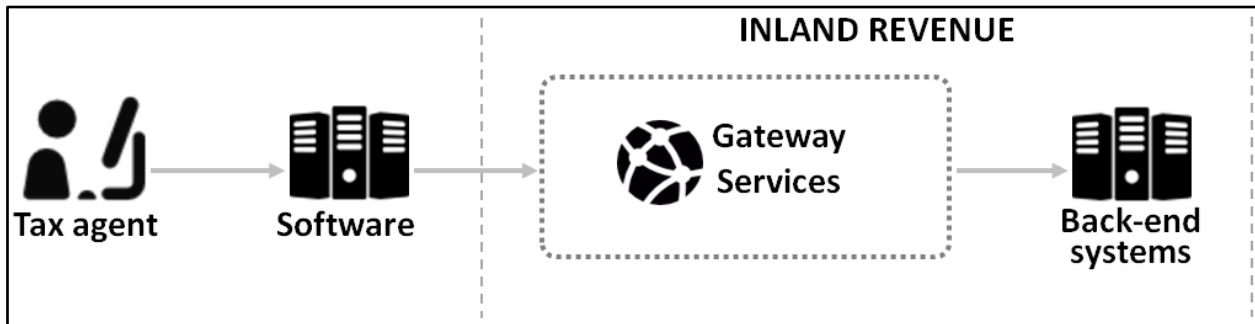 INLAND REVENUE
Gateway
Services
Tax agent
Software
Back-end
systems